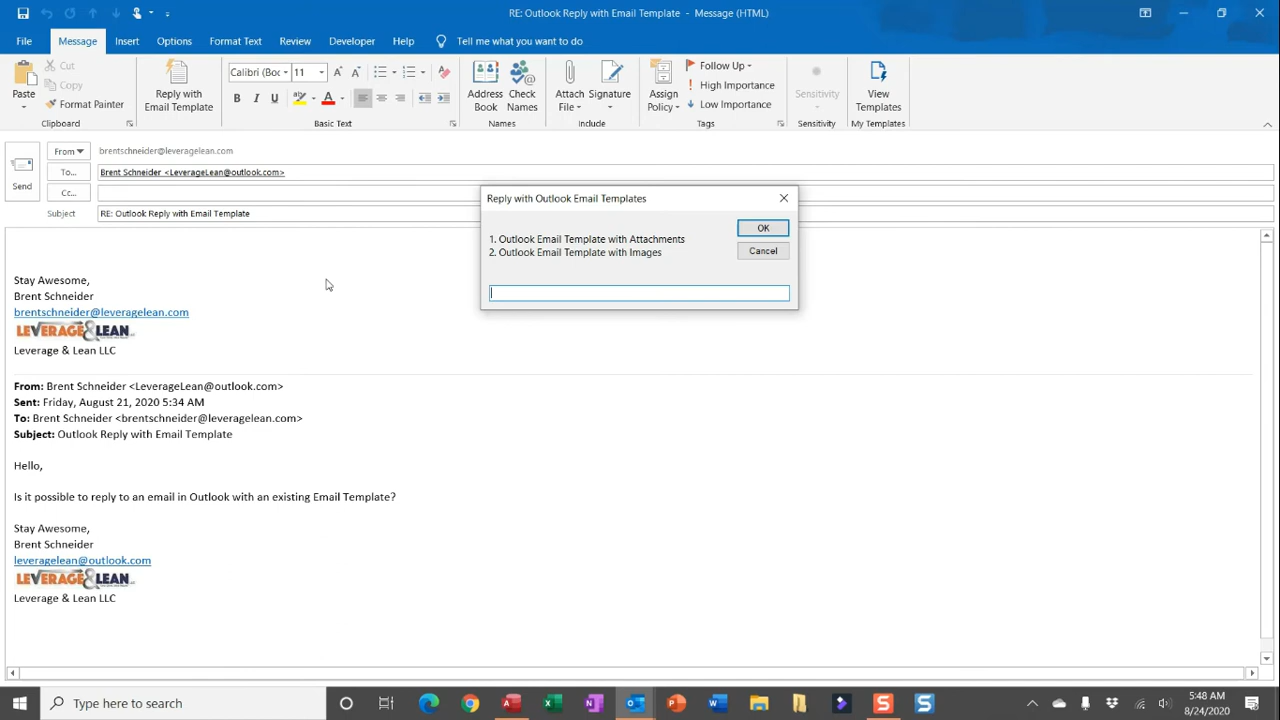 RE: Outlook Reply with Email Template - Message (HTML)
File Message Insert Options Format Text Review Developer Help Tell me what you want to do
Paste
Cut
Copy
Format Painter
Clipboard
Reply with
Email Template
Calibri (Boc 11
B I U A
Basic Text
Address
Book
Check
Names
Names
Attach
File
Signature
Include
Assign
Policy
Follow Up
High Importance
Low Importance
Tags
Sensitivity
Sensitivity
View
Templates
My Templates
Send
From brentschneider@leveragelean.com
To... Brent Schneider <LeverageLean@outlook.com>
Cc...
Subject RE: Outlook Reply with Email Template
Reply with Outlook Email Templates
1. Outlook Email Template with Attachments
2. Outlook Email Template with Images
OK
Cancel
Stay Awesome,
Brent Schneider
brentschneider@leveragelean.com
LEVERAGE&LEAN
Leverage & Lean LLC
From: Brent Schneider <LeverageLean@outlook.com>
Sent: Friday, August 21, 2020 5:34 AM
To: Brent Schneider <brentschneider@leveragelean.com>
Subject: Outlook Reply with Email Template
Hello,
Is it possible to reply to an email in Outlook with an existing Email Template?
Stay Awesome,
Brent Schneider
leveragelean@outlook.com
LEVERAGE&LEAN
Leverage & Lean LLC
Type here to search
5:48 AM
8/24/2020